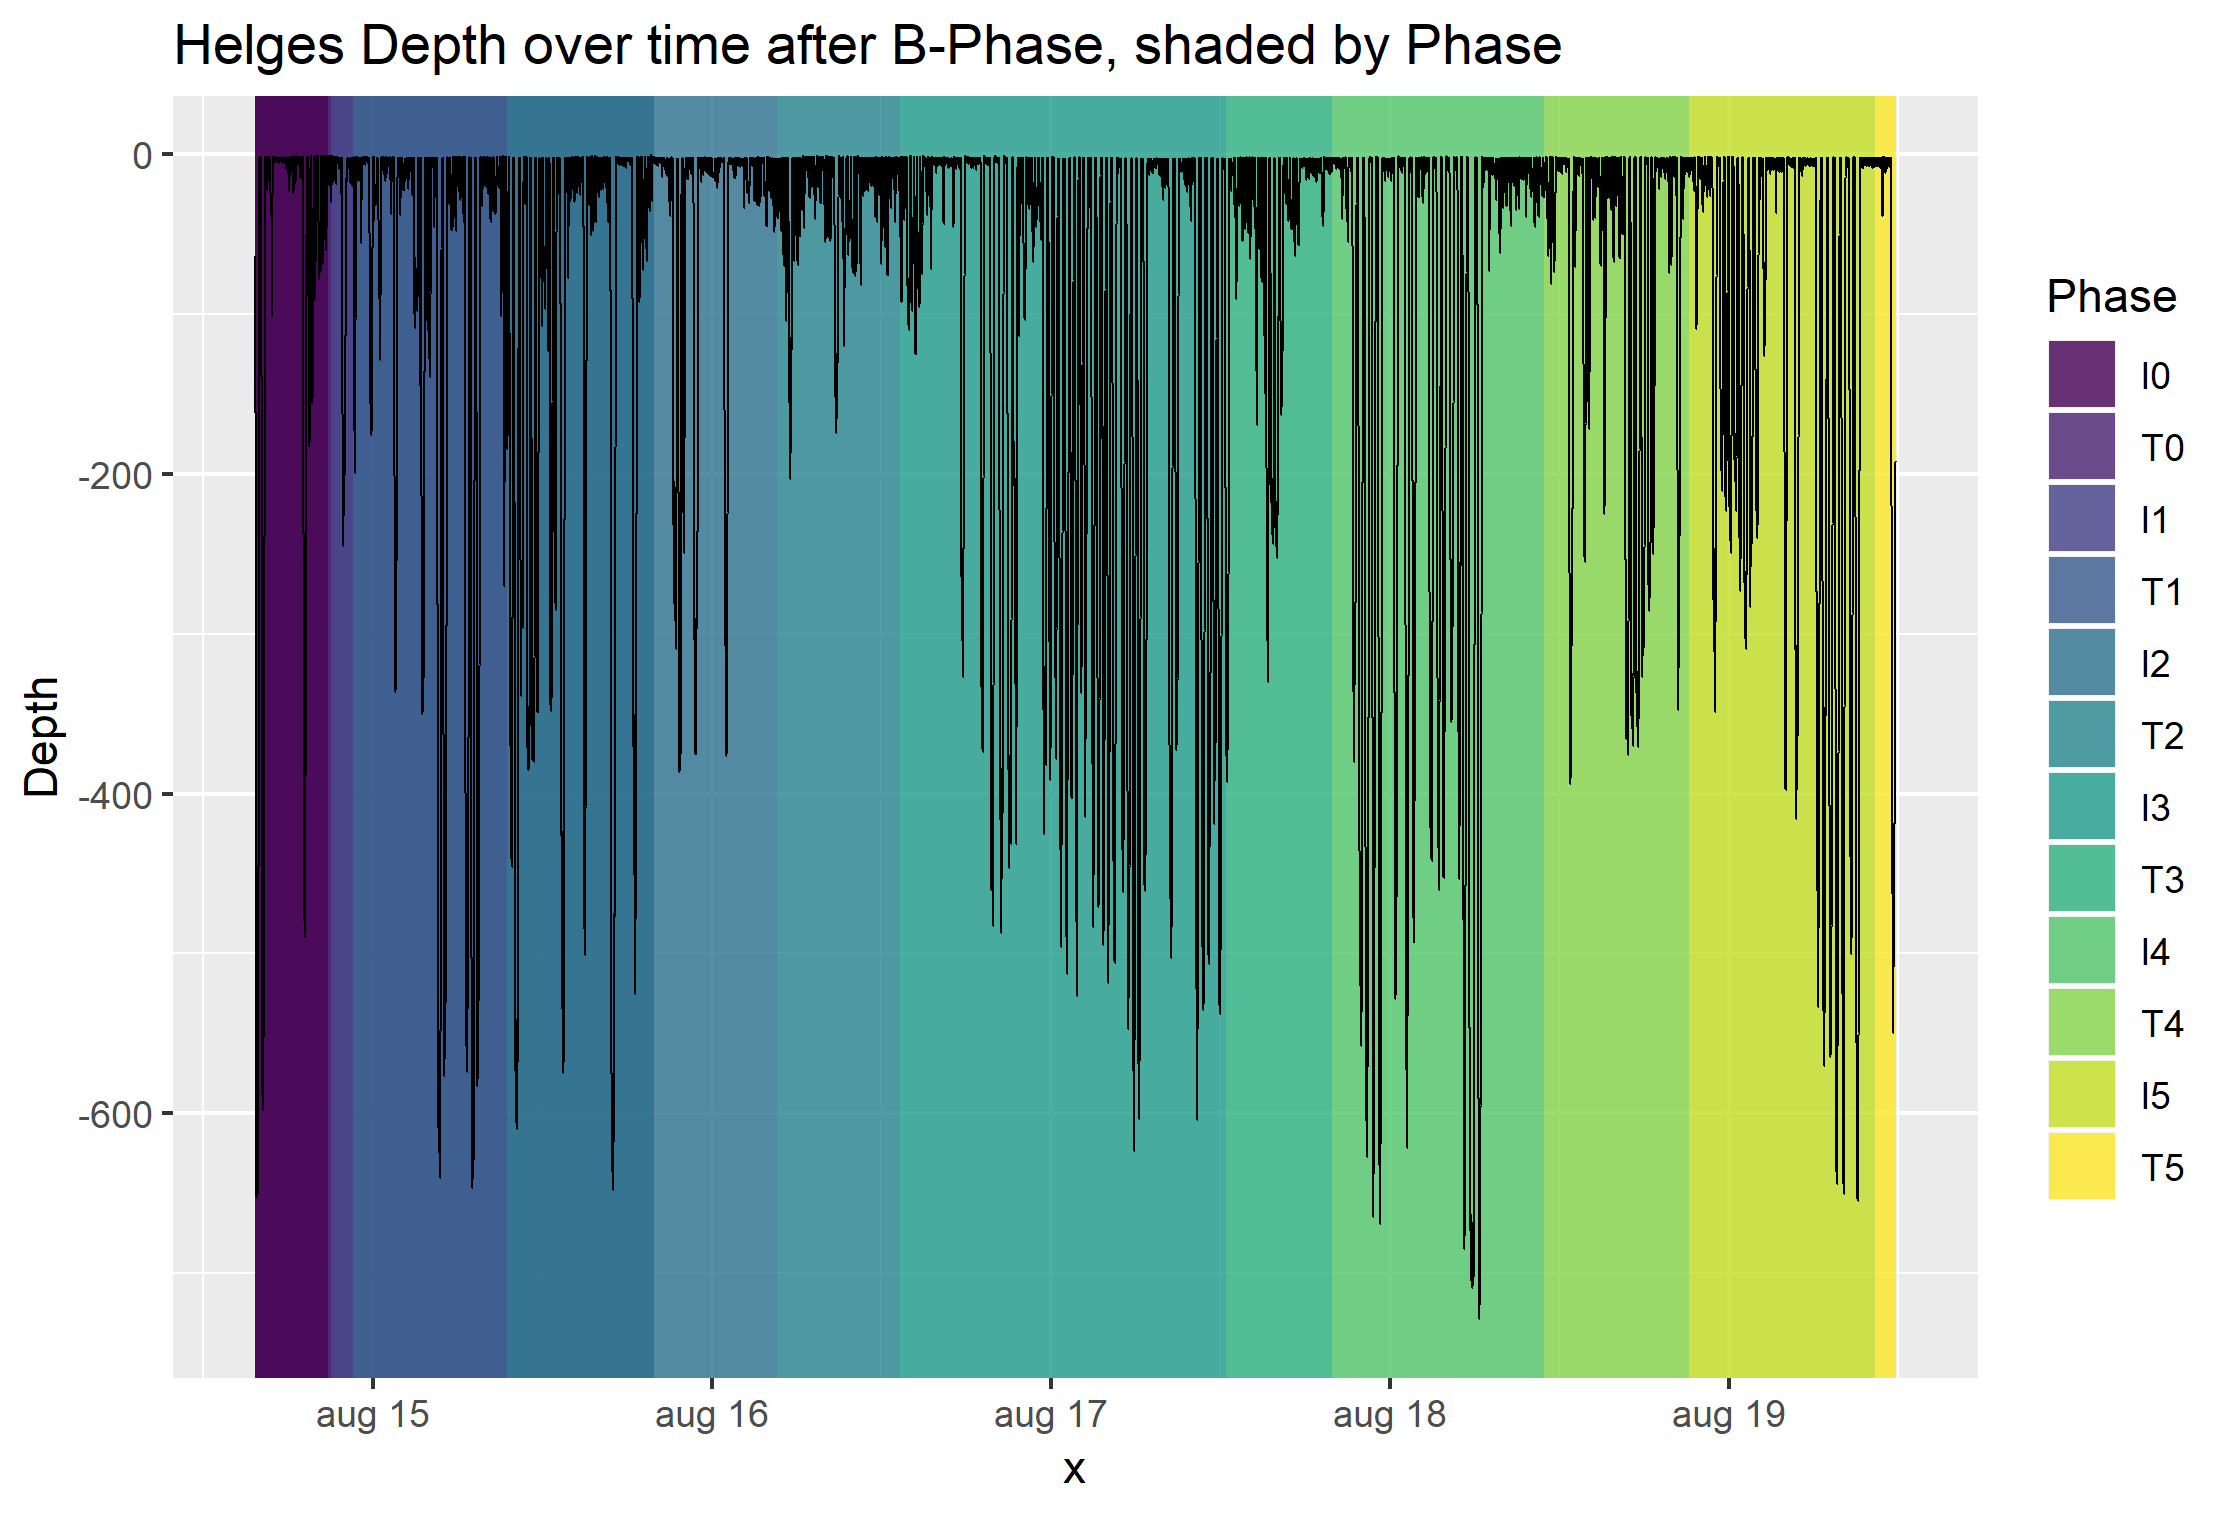 Helges Depth over time after B-Phase, shaded by Phase
0
-200
-400
-600
Depth
aug 15
aug 16
aug 17
aug 18
aug 19
x
Phase
I0
T0
I1
T1
I2
T2
I3
T3
I4
T4
I5
T5